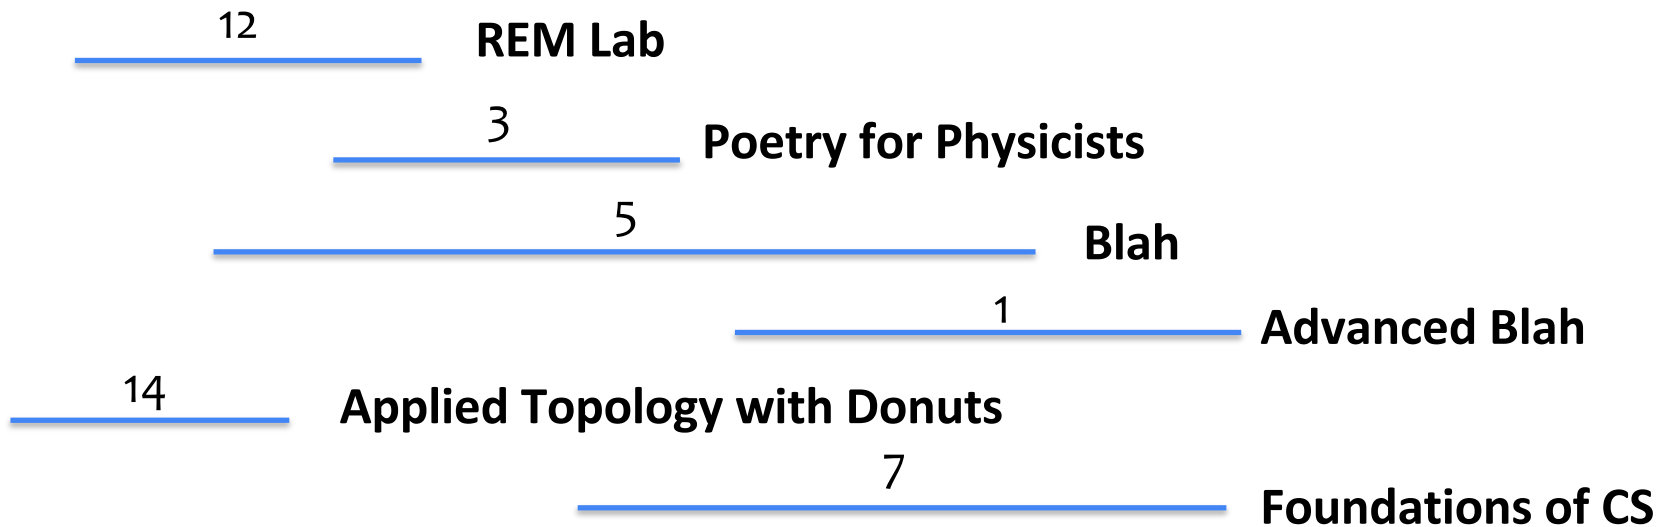 12
REM Lab
3
Poetry for Physicists
5
Blah
1
Advanced Blah
14
Applied Topology with Donuts
7
Foundations of CS